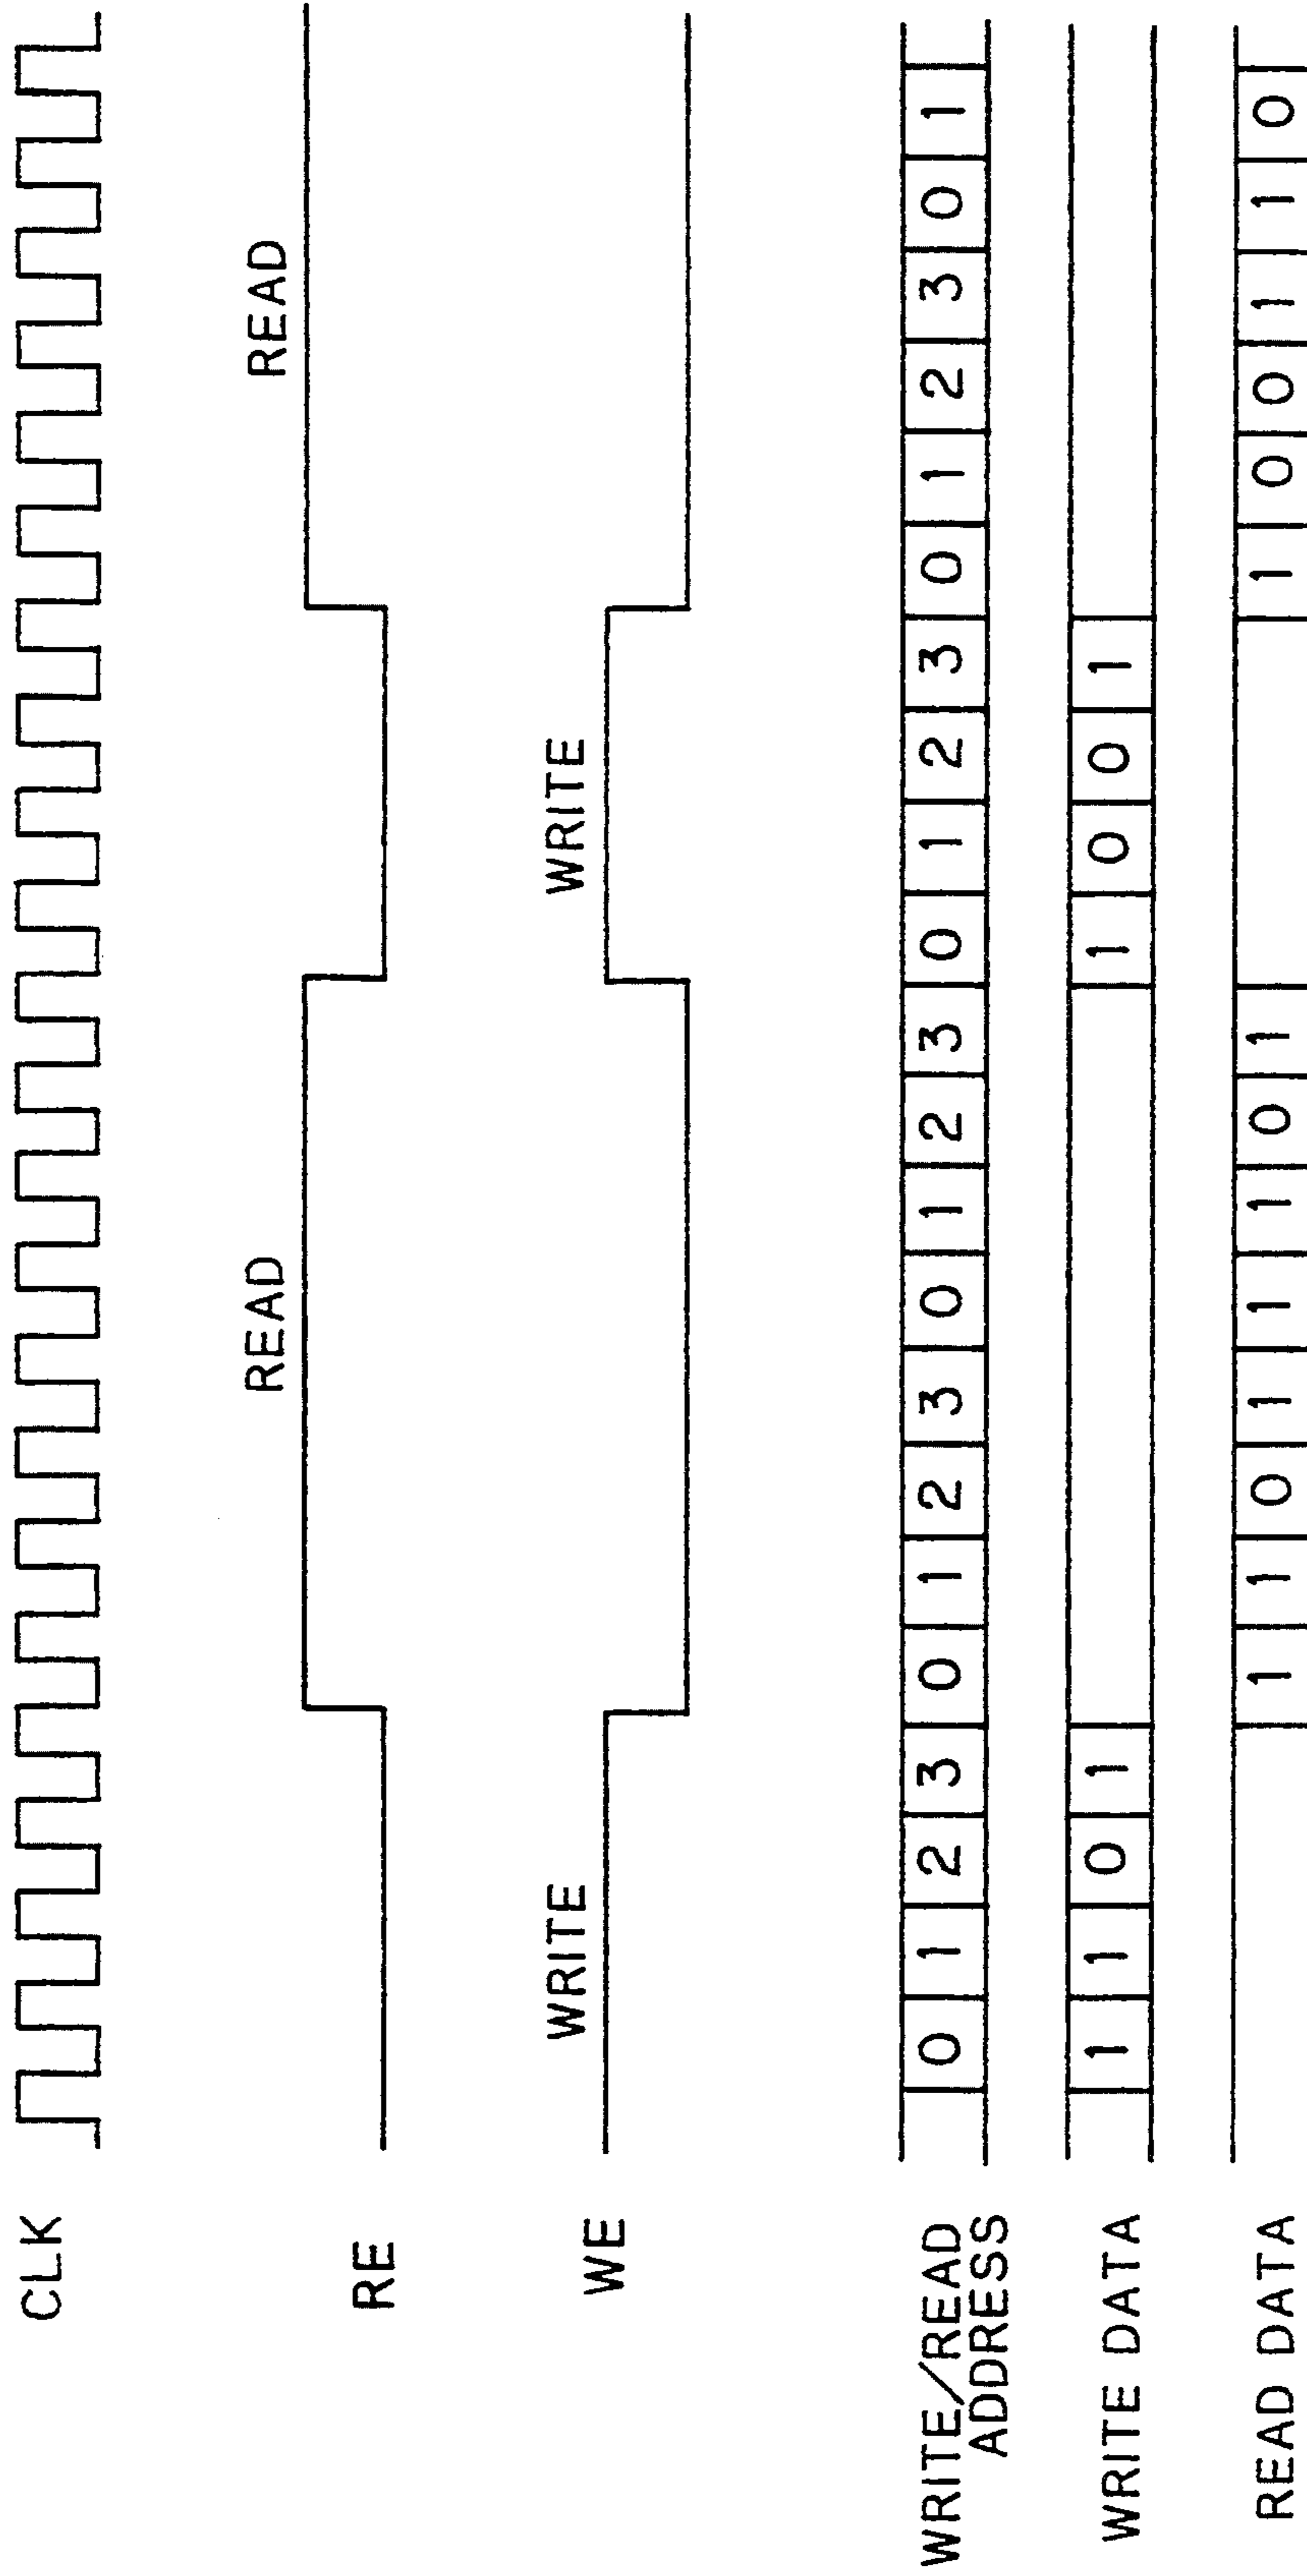 CLK
READ READ
RE
WRITE WRITE
WE
WRITE/READ
ADDRESS
0 1 2 3 0 1 2 3 0 1 2 3 0 1 2 3 0 1 2 3 0 1
WRITE DATA 1 1 0 1 1 0 0 1
READ DATA 1 1 0 1 1 1 0 1 1 0 0 1 1 0